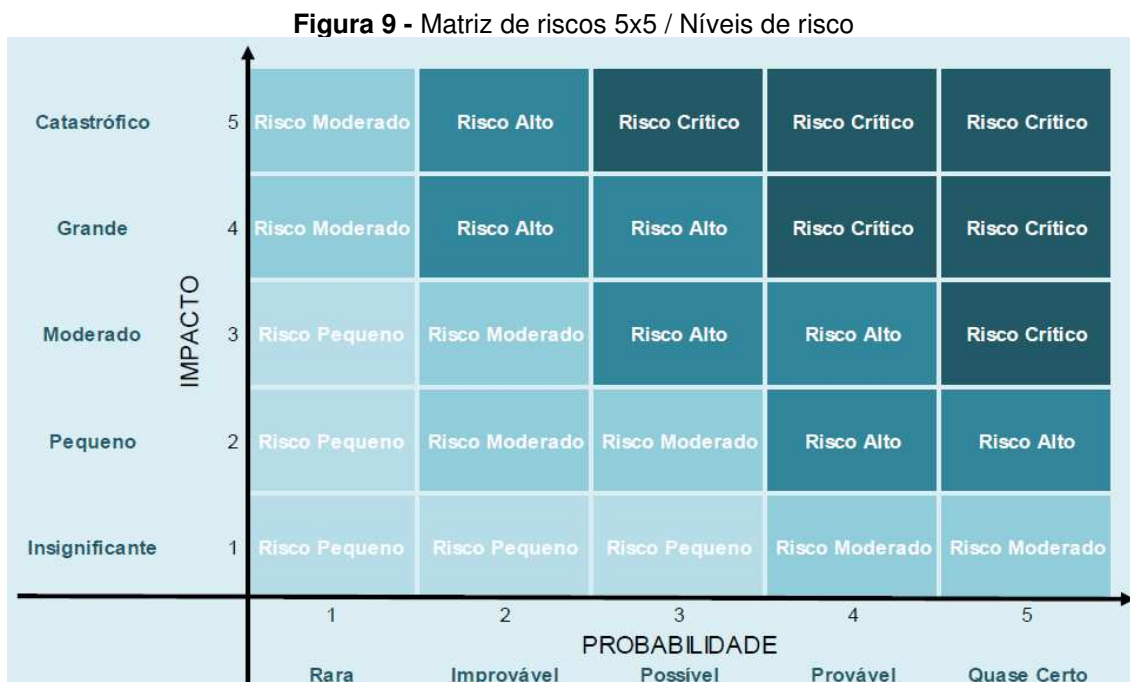 Figura 9 - Matriz de riscos 5x5 / Níveis de risco
Catastrófico 5 Risco Moderado Risco Alto Risco Crítico Risco Crítico Risco Crítico
Grande 4 Risco Moderado Risco Alto Risco Alto Risco Crítico Risco Crítico
IMPACTO
Moderado 3 Risco Pequeno Risco Moderado Risco Alto Risco Alto Risco Crítico
Pequeno 2 Risco Pequeno Risco Moderado Risco Moderado Risco Alto Risco Alto
Insignificante 1 Risco Pequeno Risco Pequeno Risco Pequeno Risco Moderado Risco Moderado
1 2 3 4 5
PROBABILIDADE
Rara Improvável Possível Provável Quase Certo